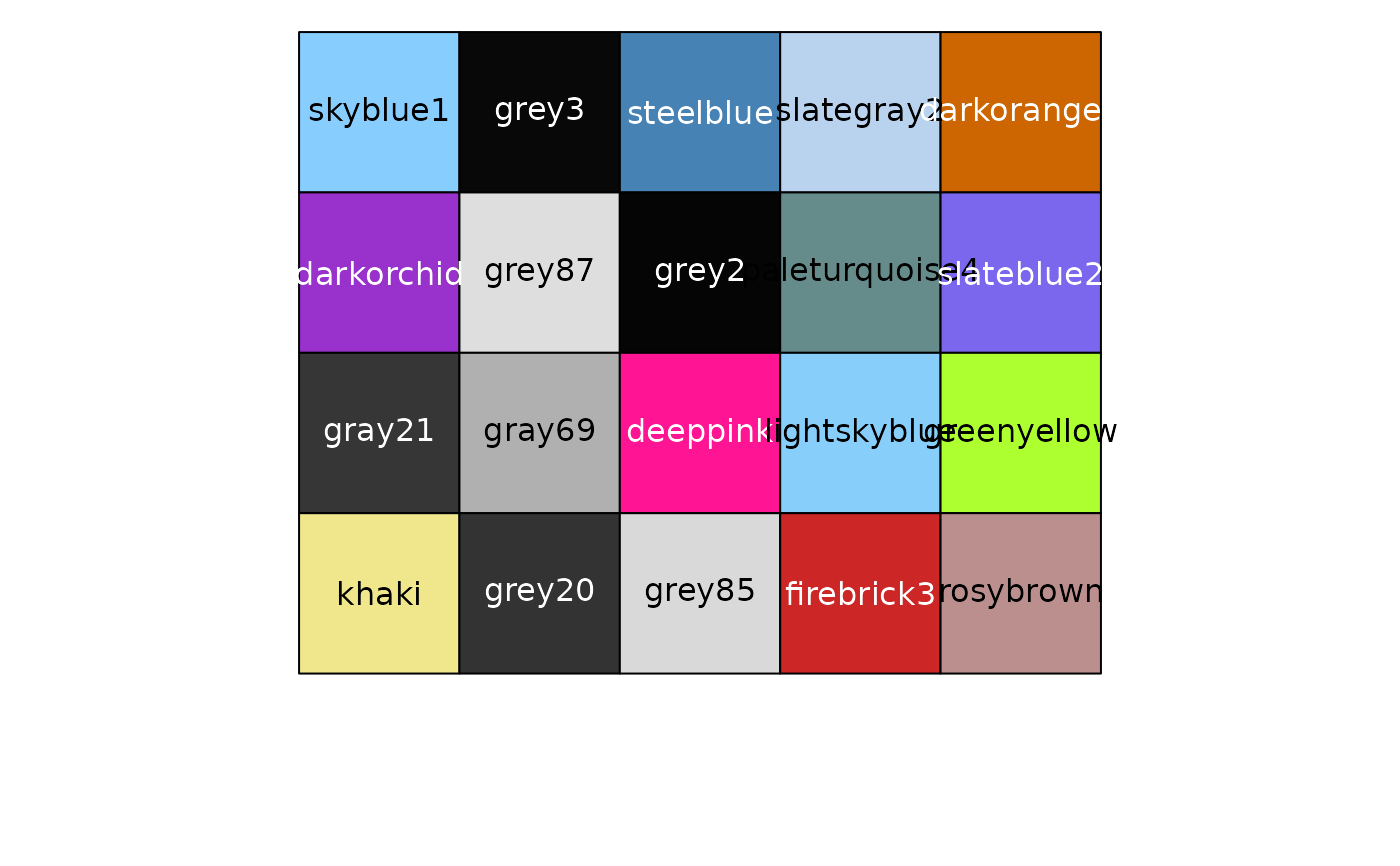 skyblue1 grey3 steelblue slategray2 darkorange
darkorchid grey87 grey2 paleturquoise4 slateblue2
gray21 gray69 deeppink lightskyblue greenyellow
khaki grey20 grey85 firebrick3 rosybrown